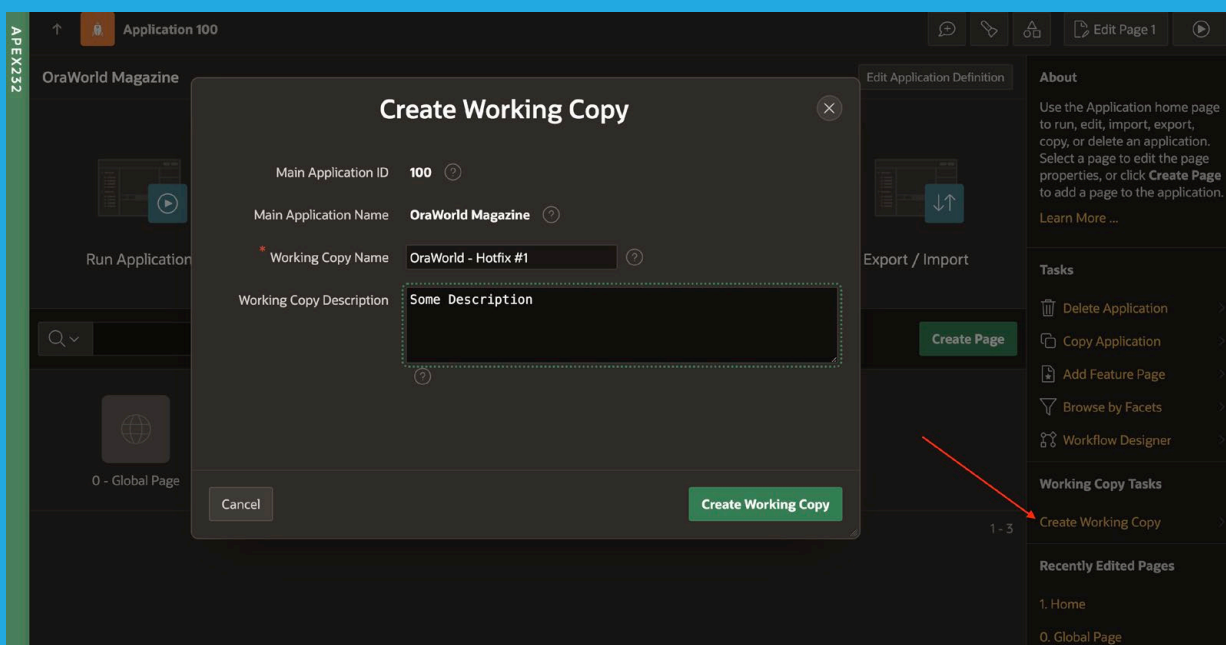 APEX232
Application 100
Edit Page 1
OraWorld Magazine
Edit Application Definition
Run Application
Export / Import
Create Page
0 - Global Page
1 - 3
Create Working Copy
Main Application ID 100
Main Application Name OraWorld Magazine
* Working Copy Name OraWorld - Hotfix #1
Working Copy Description Some Description
Cancel
Create Working Copy
About
Use the Application home page
to run, edit, import, export,
copy, or delete an application.
Select a page to edit the page
properties, or click Create Page
to add a page to the application.
Learn More ...
Tasks
Delete Application
Copy Application
Add Feature Page
Browse by Facets
Workflow Designer
Working Copy Tasks
Create Working Copy
Recently Edited Pages
1. Home
0. Global Page